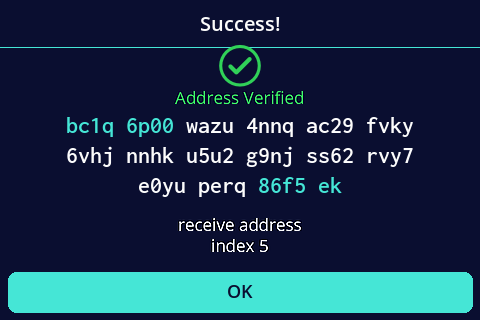 Success!
Address Verified
bc1q 6p00 wazu 4nnq ac29 fvky
6vhj nnhk u5u2 g9nj ss62 rvy7
e0yu perq 86f5 ek
receive address
index 5
OK